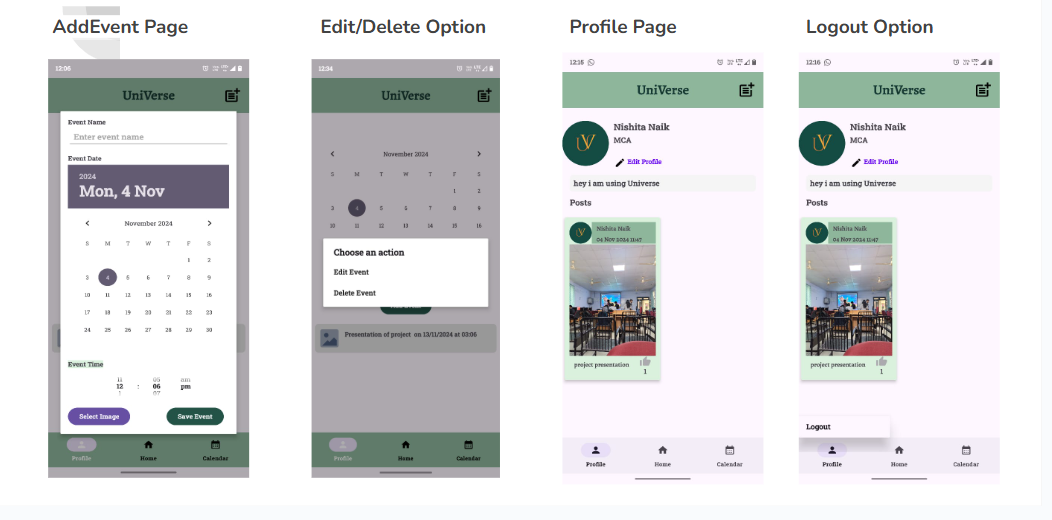 AddEvent Page
Edit/Delete Option
Profile Page
Logout Option
12:06
UniVerse
Event Name
Enter event name
Event Date
2024
Mon, 4 Nov
November 2024
S M T W T F S
1 2
3 4 5 6 7 8 9
10 11 12 13 14 15 16
17 18 19 20 21 22 23
24 25 26 27 28 29 30
Event Time
11 05 am
12 : 06 pm
1 07
Select Image
Save Event
Profile Home Calendar
12:34
UniVerse
November 2024
S M T W T F S
1 2
3 4 5 6 7 8 9
10 11 12 13 14 15 16
Choose an action
Edit Event
Delete Event
Presentation of project on 13/11/2024 at 03:06
Profile Home Calendar
12:15
UniVerse
Nishita Naik
MCA
Edit Profile
hey i am using Universe
Posts
Nishita Naik
04 Nov 2024 11:47
project presentation
1
Profile Home Calendar
12:15
UniVerse
Nishita Naik
MCA
Edit Profile
hey i am using Universe
Posts
Nishita Naik
04 Nov 2024 11:47
project presentation
1
Logout
Profile Home Calendar